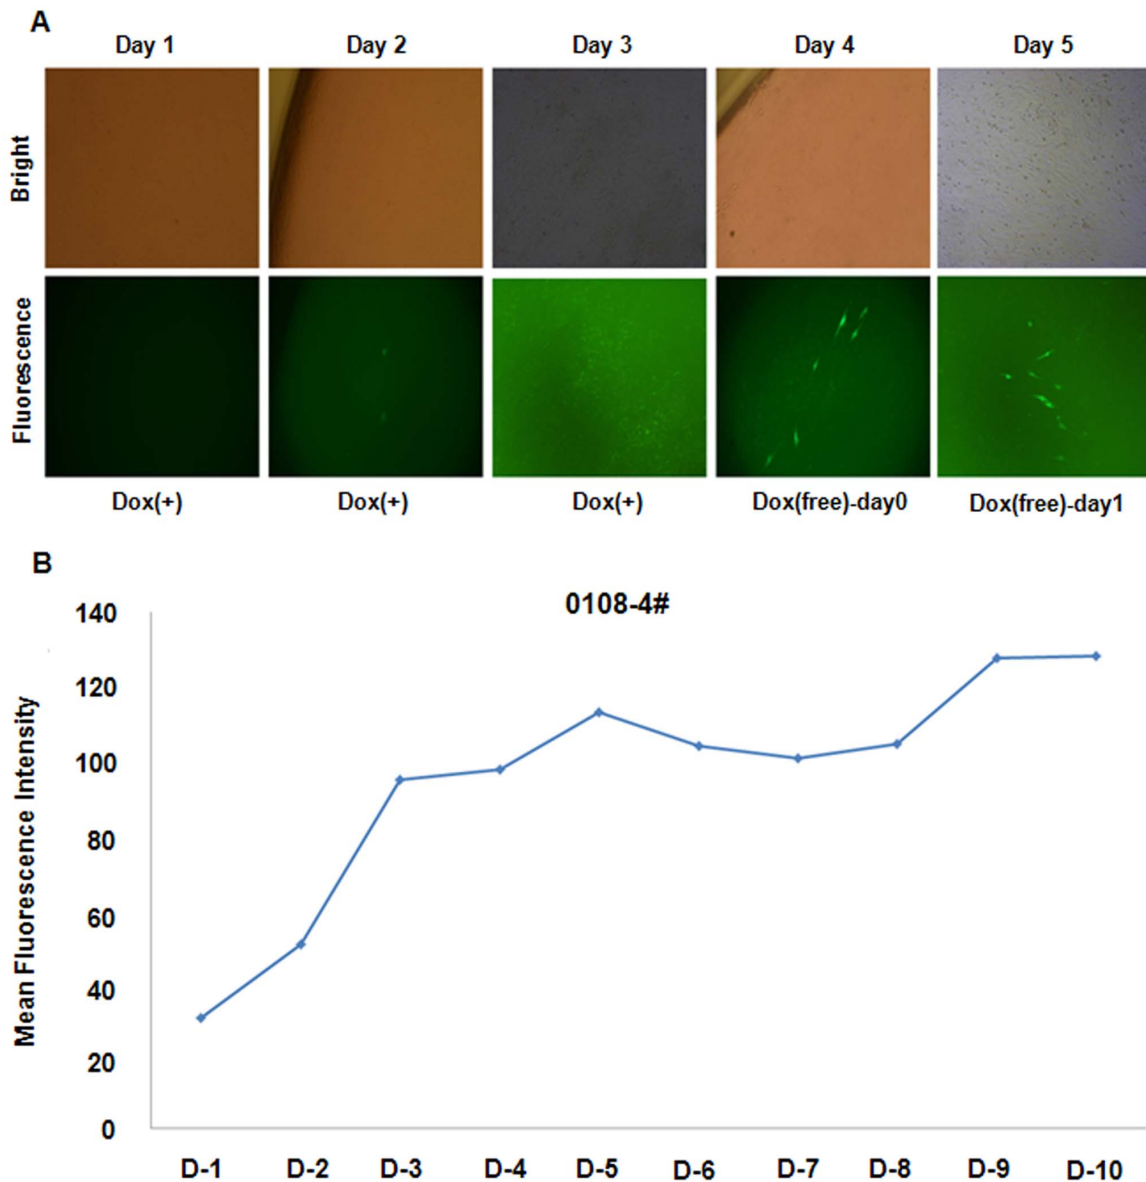 A
Day 1 Day 2 Day 3 Day 4 Day 5
Bright
Fluorescence
Dox(+) Dox(+) Dox(+) Dox(free)-day0 Dox(free)-day1
B
0108-4#
Mean Fluorescence Intensity
140
120
100
80
60
40
20
0
D-1 D-2 D-3 D-4 D-5 D-6 D-7 D-8 D-9 D-10